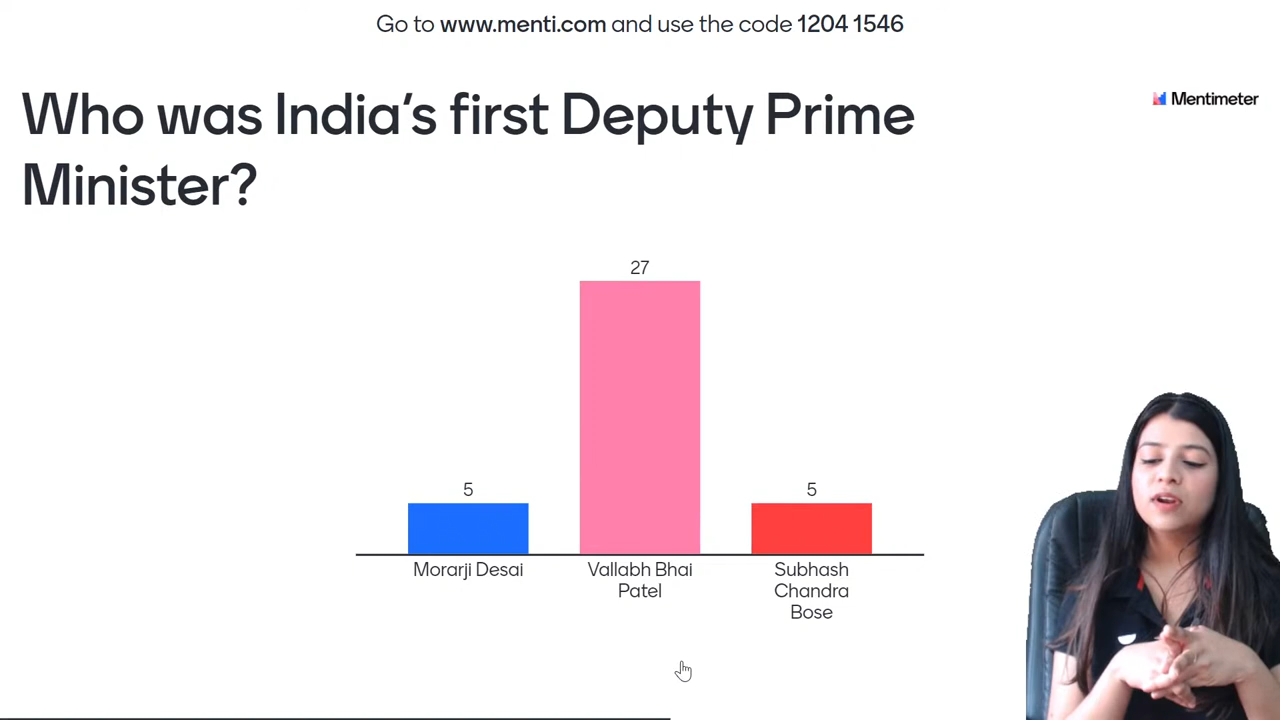 Go to www.menti.com and use the code 1204 1546
Who was India's first Deputy Prime
Minister?
Mentimeter
27
5
5
Morarji Desai
Vallabh Bhai
Patel
Subhash
Chandra
Bose